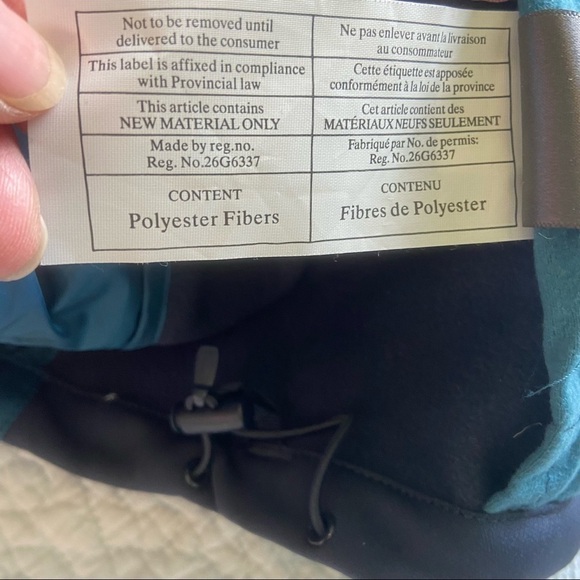 Not to be removed until
delivered to the consumer
Ne pas enlever avant la livraison
au consommateur
This label is affixed in compliance
with Provincial law
Cette étiquette est apposée
conformément à la loi de la province
This article contains
NEW MATERIAL ONLY
Cet article contient des
MATÉRIAUX NEUFS SEULEMENT
Made by reg.no.
Reg. No.26G6337
Fabriqué par No. de permis:
Reg. No.26G6337
CONTENT
Polyester Fibers
CONTENU
Fibres de Polyester